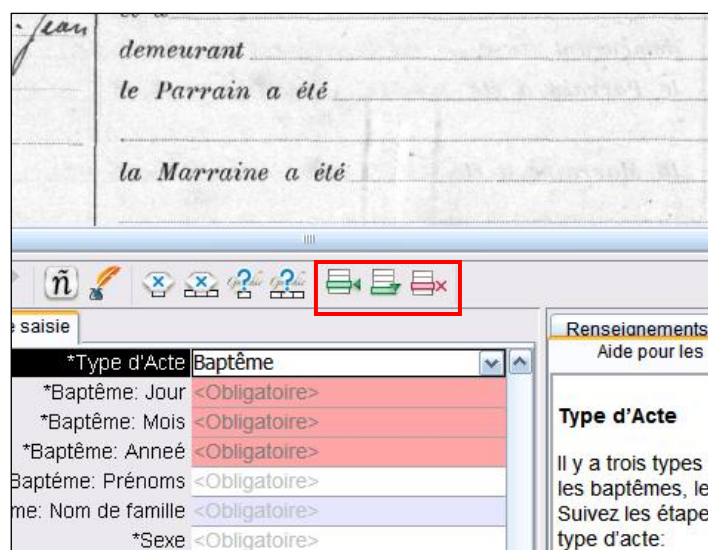 Jean
demeurant
le Parrain a été
la Marraine a été
ñ
e saisie
Renseignements
*Type d'Acte Baptême
Aide pour les
*Baptême: Jour <Obligatoire>
*Baptême: Mois <Obligatoire>
Type d'Acte
*Baptême: Anneé <Obligatoire>
Baptéme: Prénoms <Obligatoire>
Il y a trois types
me: Nom de famille <Obligatoire>
les baptêmes, le
Suivez les étape
*Sexe <Obligatoire>
type d'acte: